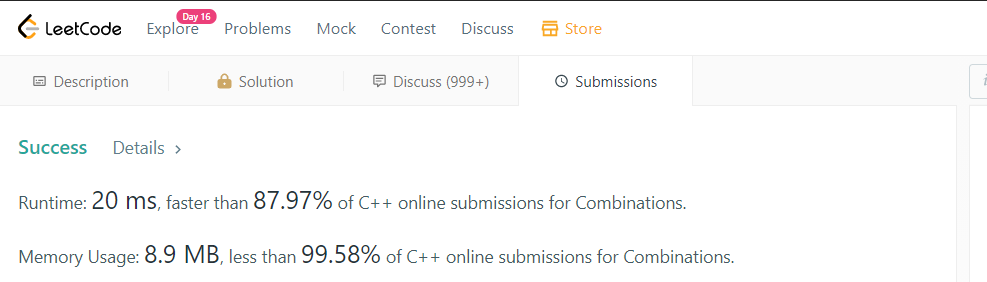 Day 16
LeetCode Explore Problems Mock Contest Discuss Store
Description Solution Discuss (999+) Submissions
Success Details >
Runtime: 20 ms, faster than 87.97% of C++ online submissions for Combinations.
Memory Usage: 8.9 MB, less than 99.58% of C++ online submissions for Combinations.